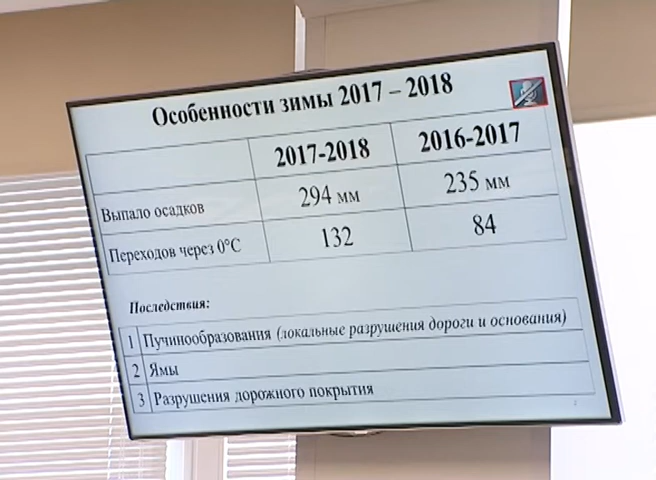 Особенности зимы 2017 – 2018
2017-2018 2016-2017
Выпало осадков 294 мм 235 мм
Переходов через 0°С 132 84
Последствия:
1 Пучинообразования (локальные разрушения дороги и основания)
2 Ямы
3 Разрушения дорожного покрытия